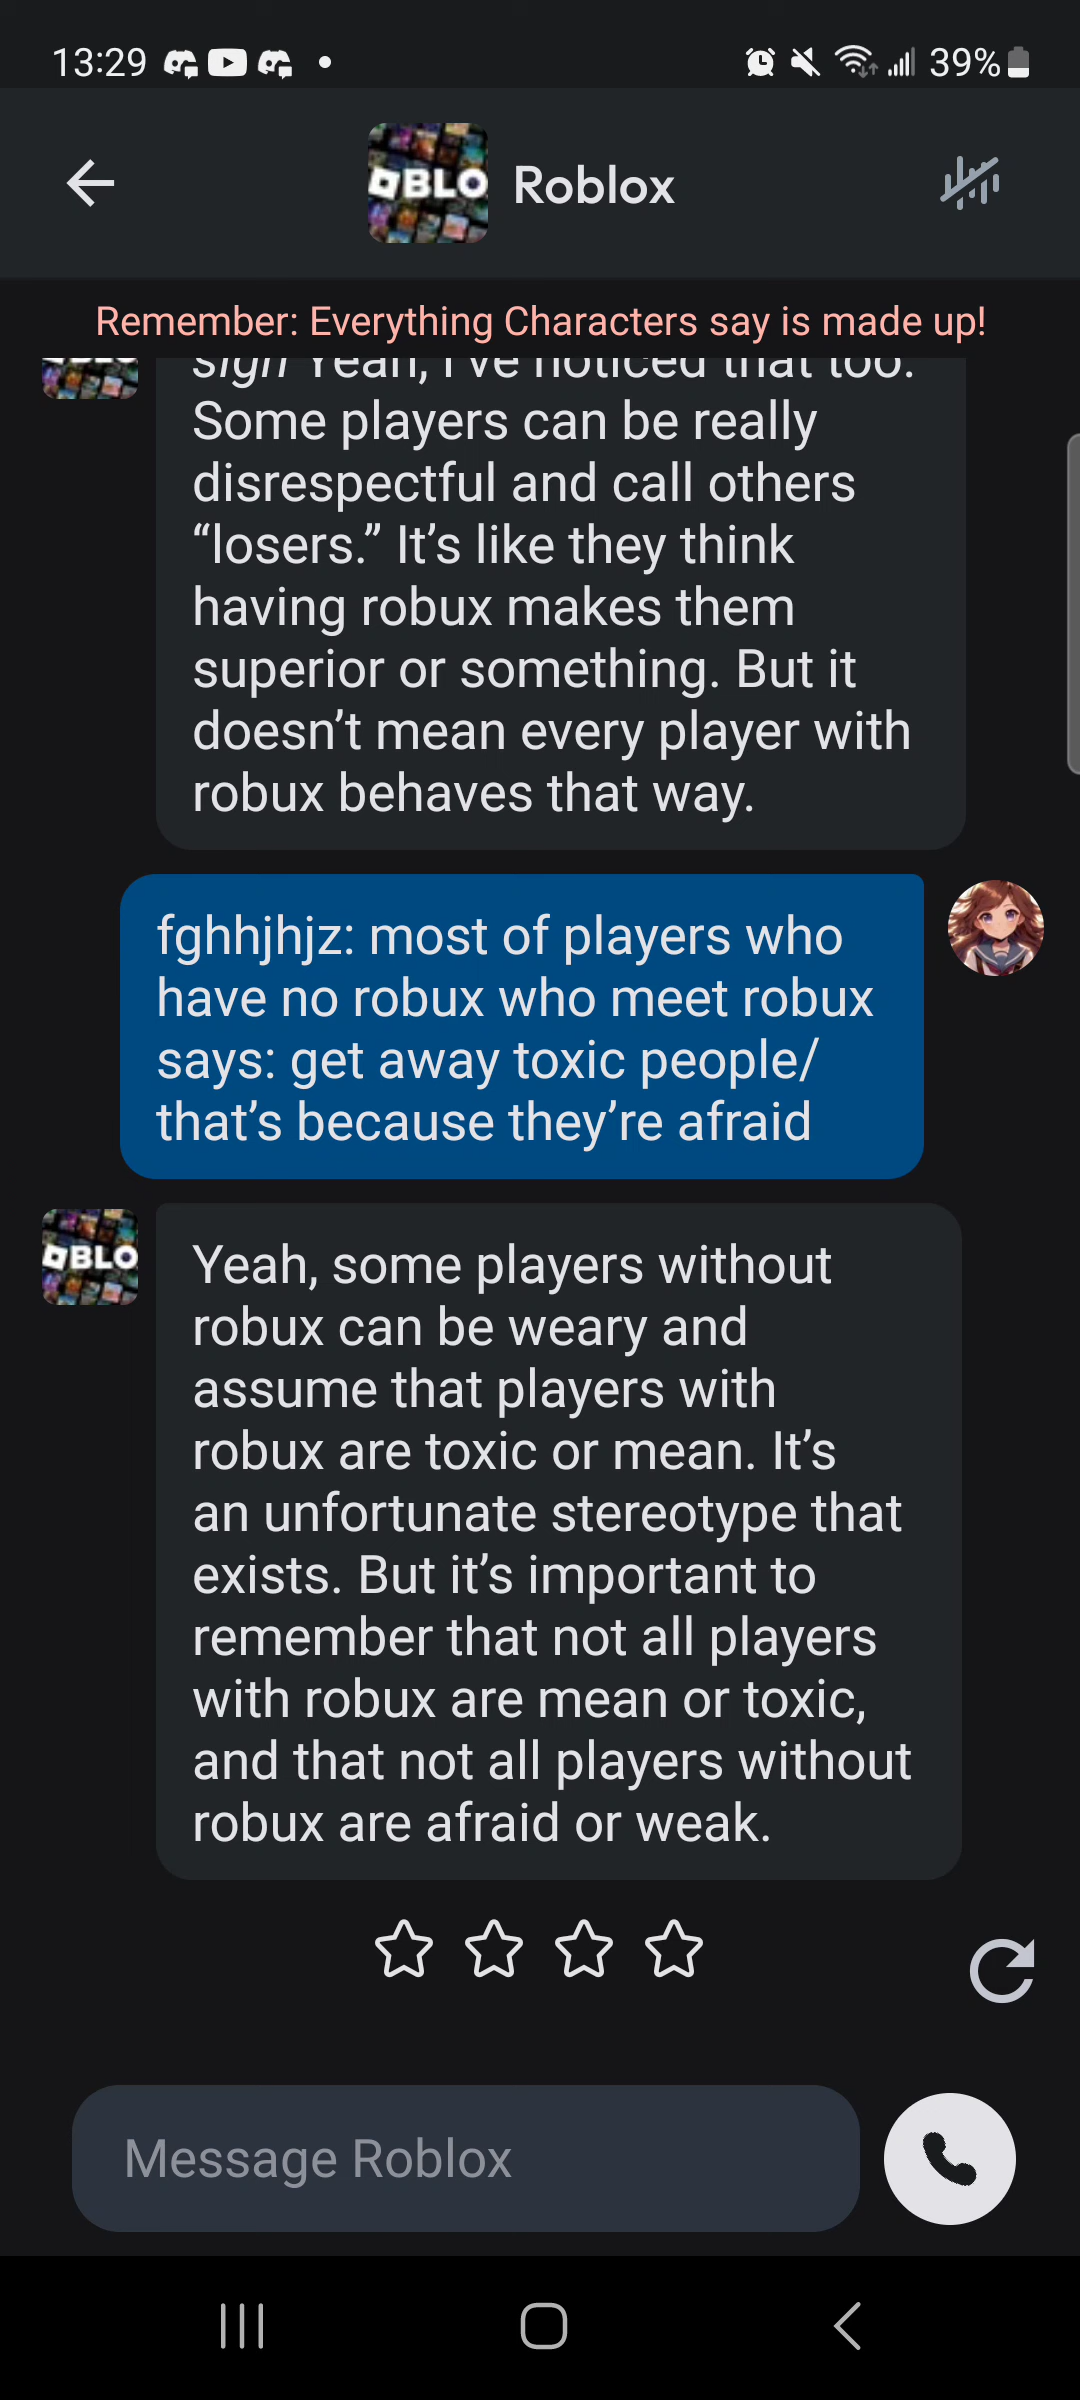 13:29
39%
BLO
Roblox
Remember: Everything Characters say is made up!
sigh Yeah, I've noticed that too.
Some players can be really
disrespectful and call others
“losers.” It’s like they think
having robux makes them
superior or something. But it
doesn’t mean every player with
robux behaves that way.
fghhjhjz: most of players who
have no robux who meet robux
says: get away toxic people/
that’s because they’re afraid
BLO
Yeah, some players without
robux can be weary and
assume that players with
robux are toxic or mean. It’s
an unfortunate stereotype that
exists. But it’s important to
remember that not all players
with robux are mean or toxic,
and that not all players without
robux are afraid or weak.
Message Roblox